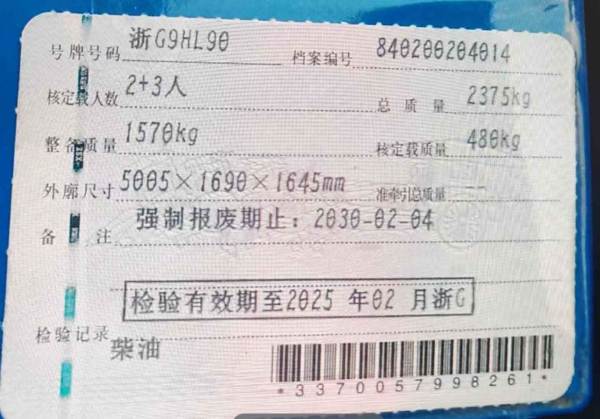 号牌号码 浙G9HL90 档案编号 840200204014
核定载人数 2+3人 总质量 2375kg
整备质量 1570kg 核定载质量 480kg
外廓尺寸 5005×1690×1645mm 准牵引总质量 --
备注 强制报废期止：2030-02-04
检验有效期至2025 年02 月浙G
检验记录
柴油
*3370057998261*